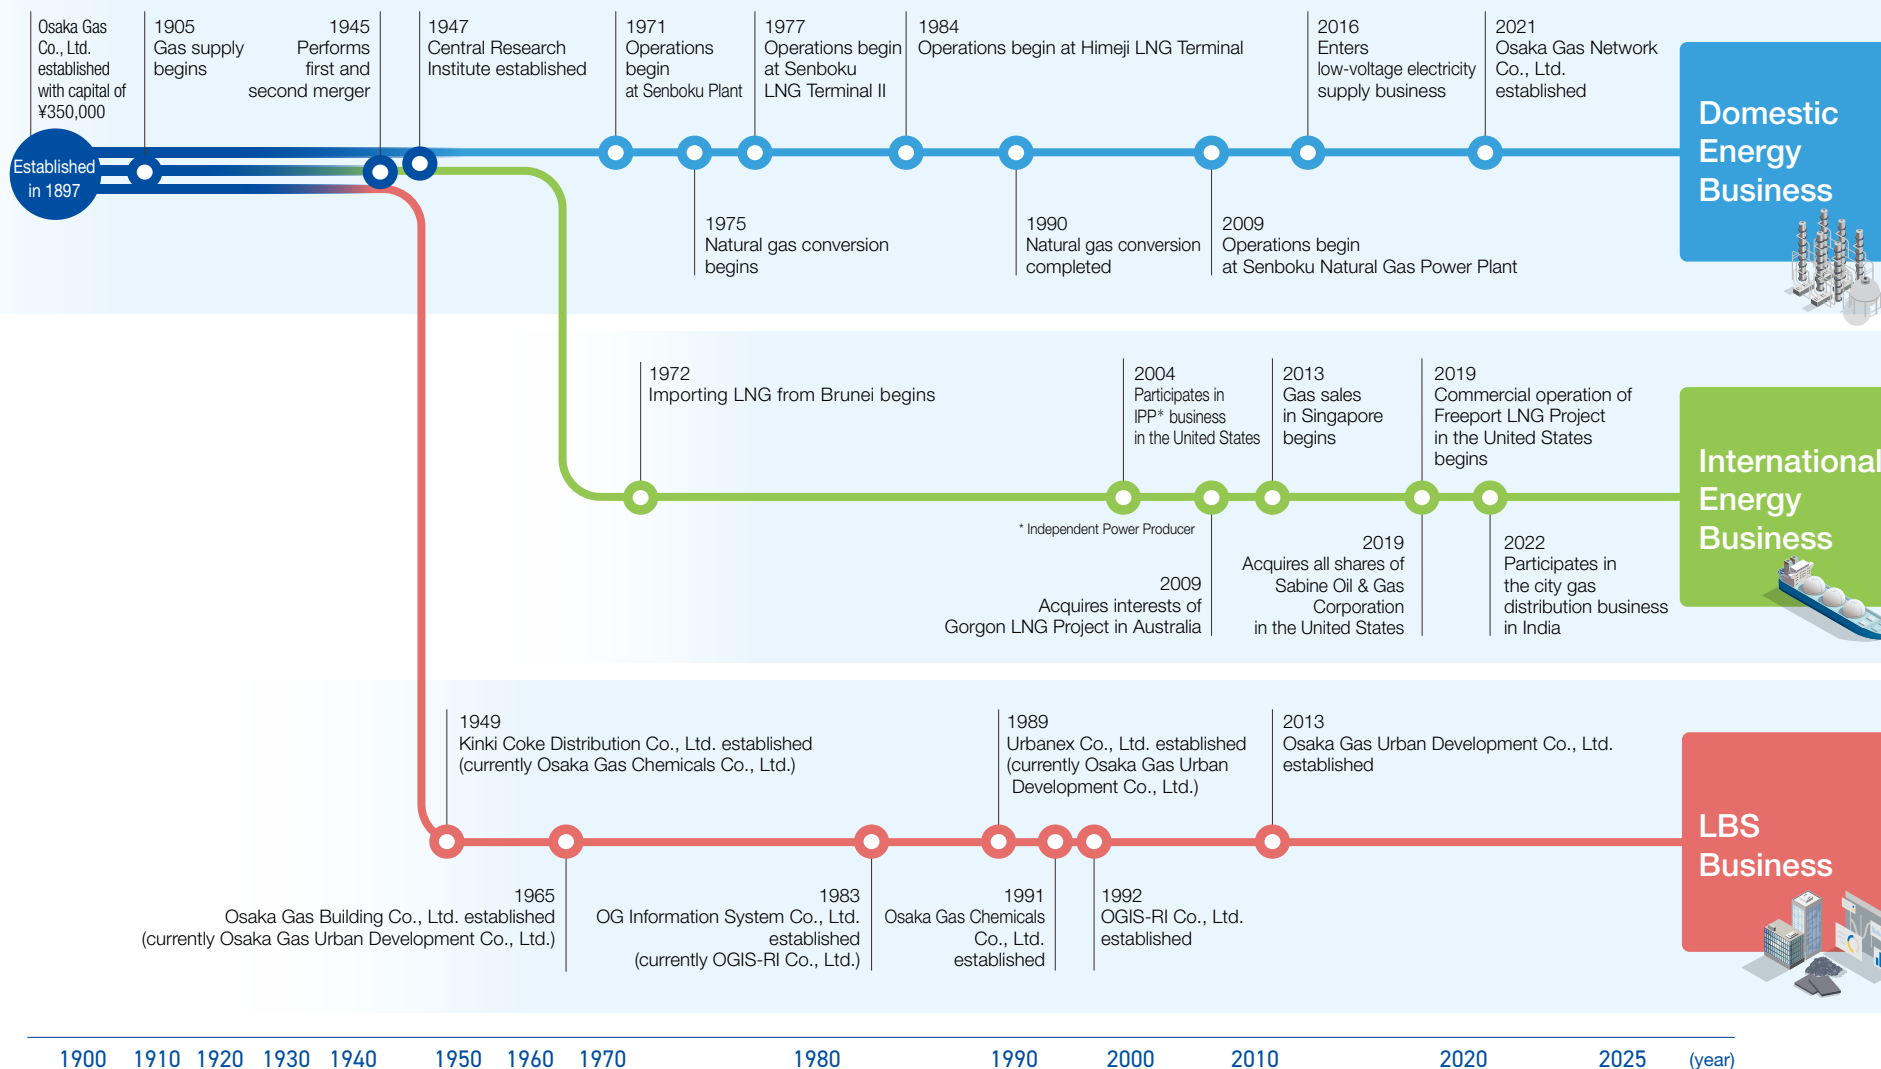 Osaka Gas
Co., Ltd.
established
with capital of
¥350,000
1905
Gas supply
begins
1945
Performs
first and
second merger
1947
Central Research
Institute established
1971
Operations
begin
at Senboku Plant
1977
Operations begin
at Senboku
LNG Terminal II
1984
Operations begin at Himeji LNG Terminal
2016
Enters
low-voltage electricity
supply business
2021
Osaka Gas Network
Co., Ltd.
established
Established
in 1897
Domestic
Energy
Business
1975
Natural gas conversion
begins
1990
Natural gas conversion
completed
2009
Operations begin
at Senboku Natural Gas Power Plant
1972
Importing LNG from Brunei begins
2004
Participates in
IPP* business
in the United States
2013
Gas sales
in Singapore
begins
2019
Commercial operation of
Freeport LNG Project
in the United States
begins
International
Energy
Business
* Independent Power Producer
2009
Acquires interests of
Gorgon LNG Project in Australia
2019
Acquires all shares of
Sabine Oil & Gas
Corporation
in the United States
2022
Participates in
the city gas
distribution business
in India
1949
Kinki Coke Distribution Co., Ltd. established
(currently Osaka Gas Chemicals Co., Ltd.)
1989
Urbanex Co., Ltd. established
(currently Osaka Gas Urban
Development Co., Ltd.)
2013
Osaka Gas Urban Development Co., Ltd.
established
LBS
Business
1965
Osaka Gas Building Co., Ltd. established
(currently Osaka Gas Urban Development Co., Ltd.)
1983
OG Information System Co., Ltd.
established
(currently OGIS-RI Co., Ltd.)
1991
Osaka Gas Chemicals
Co., Ltd.
established
1992
OGIS-RI Co., Ltd.
established
1900 1910 1920 1930 1940 1950 1960 1970 1980 1990 2000 2010 2020 2025 (year)